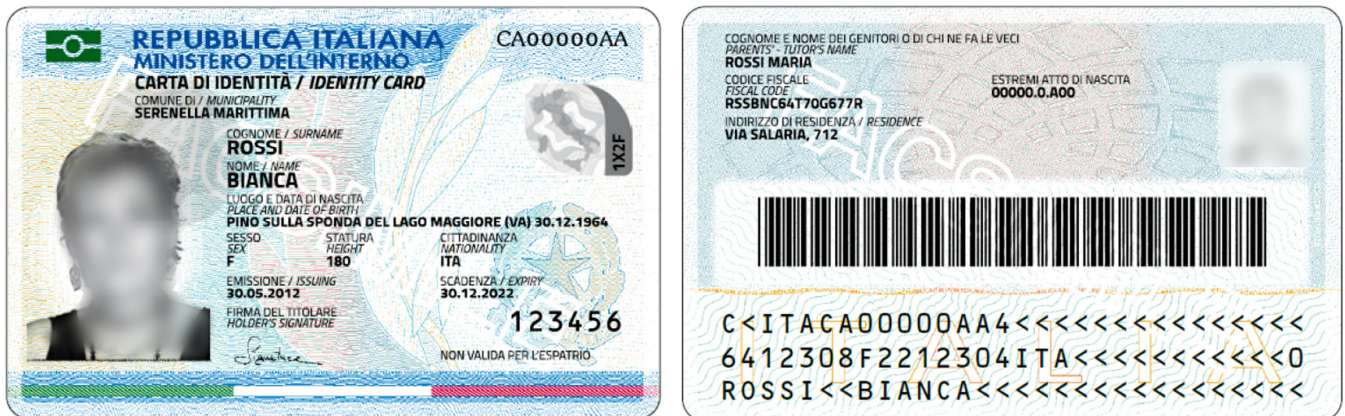 REPUBBLICA ITALIANA
MINISTERO DELL'INTERNO
CA00000AA
CARTA DI IDENTITÀ / IDENTITY CARD
COMUNE DI / MUNICIPALITY
SERENELLA MARITTIMA
COGNOME / SURNAME
ROSSI
NOME / NAME
BIANCA
LUOGO E DATA DI NASCITA
PLACE AND DATE OF BIRTH
PINO SULLA SPONDA DEL LAGO MAGGIORE (VA) 30.12.1964
SESSO STATURA CITTADINANZA
SEX HEIGHT NATIONALITY
F 180 ITA
EMISSIONE / ISSUING SCADENZA / EXPIRY
30.05.2012 30.12.2022
FIRMA DEL TITOLARE
HOLDER'S SIGNATURE
123456
NON VALIDA PER L'ESPATRIO
1X2F
COGNOME E NOME DEI GENITORI O DI CHI NE FA LE VECI
PARENTS' - TUTOR'S NAME
ROSSI MARIA
CODICE FISCALE ESTREMI ATTO DI NASCITA
FISCAL CODE 00000.0.A00
RSSBNC64T70G677R
INDIRIZZO DI RESIDENZA / RESIDENCE
VIA SALARIA, 712
C<ITACA00000AA4<<<<<<<<<<<<<<<
6412308F2212304ITA<<<<<<<<<<<0
ROSSI<<BIANCA<<<<<<<<<<<<<<<<<